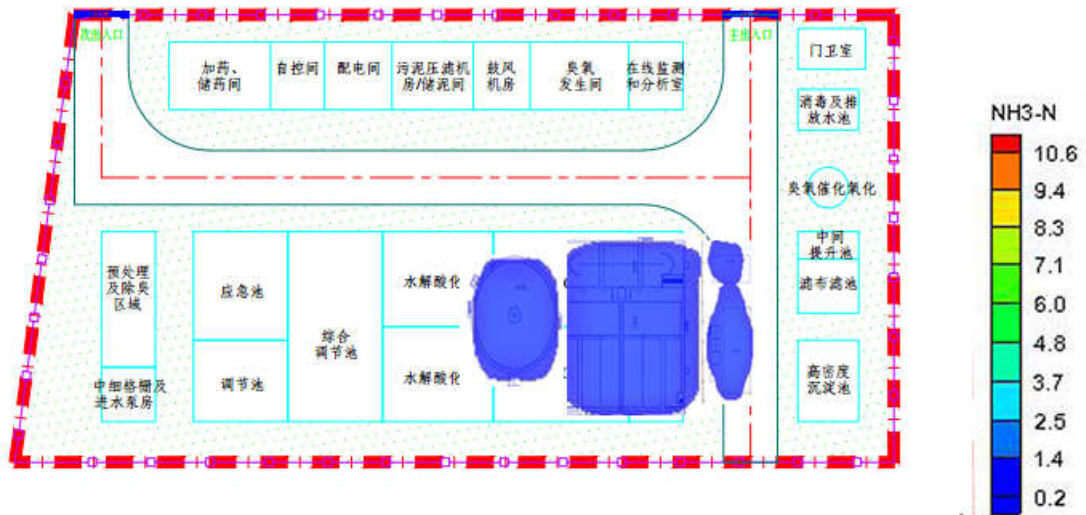 次出入口
主出入口
加药、
储药间
自控间
配电间
污泥压滤机
房/储泥间
鼓风
机房
臭氧
发生间
在线监测
和分析室
门卫室
消毒及排
放水池
臭氧催化氧化
中间
提升池
滤布滤池
高密度
沉淀池
预处理
及除臭
区域
中细格栅及
进水泵房
应急池
调节池
综合
调节池
水解酸化
水解酸化
NH3-N
10.6
9.4
8.3
7.1
6.0
4.8
3.7
2.5
1.4
0.2